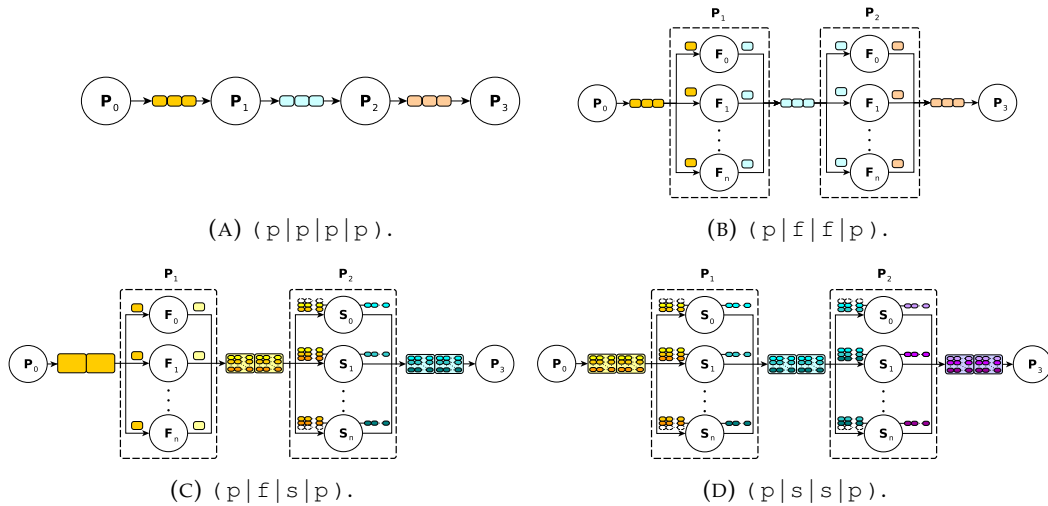 P0 P1 P2 P3
(A) (p|p|p|p).
P1 P2
P0 F0 F1 Fn F0 F1 Fn P3
(B) (p|f|f|p).
P1 P2
P0 F0 F1 Fn S0 S1 Sn P3
(C) (p|f|s|p).
P1 P2
P0 S0 S1 Sn S0 S1 Sn P3
(D) (p|s|s|p).